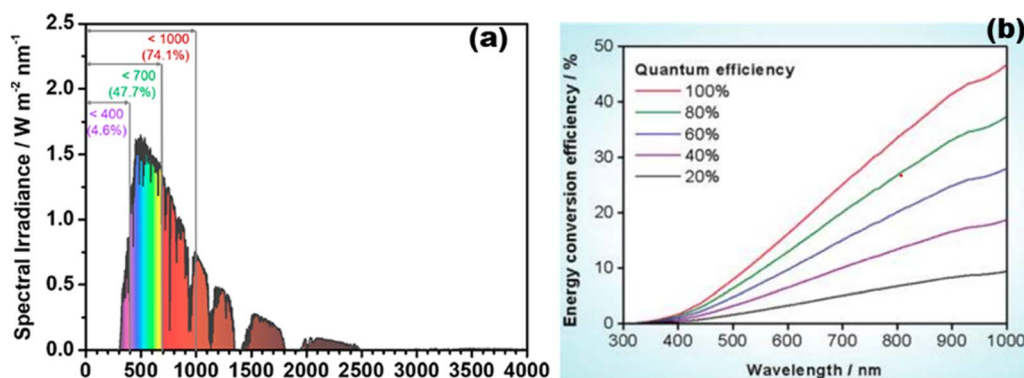 (a)
Spectral Irradiance / W m⁻² nm⁻¹
2.5
2.0
1.5
1.0
0.5
0.0
< 1000
(74.1%)
< 700
(47.7%)
< 400
(4.6%)
0 500 1000 1500 2000 2500 3000 3500 4000
(b)
Energy conversion efficiency / %
50
40
30
20
10
0
Quantum efficiency
100%
80%
60%
40%
20%
300 400 500 600 700 800 900 1000
Wavelength / nm